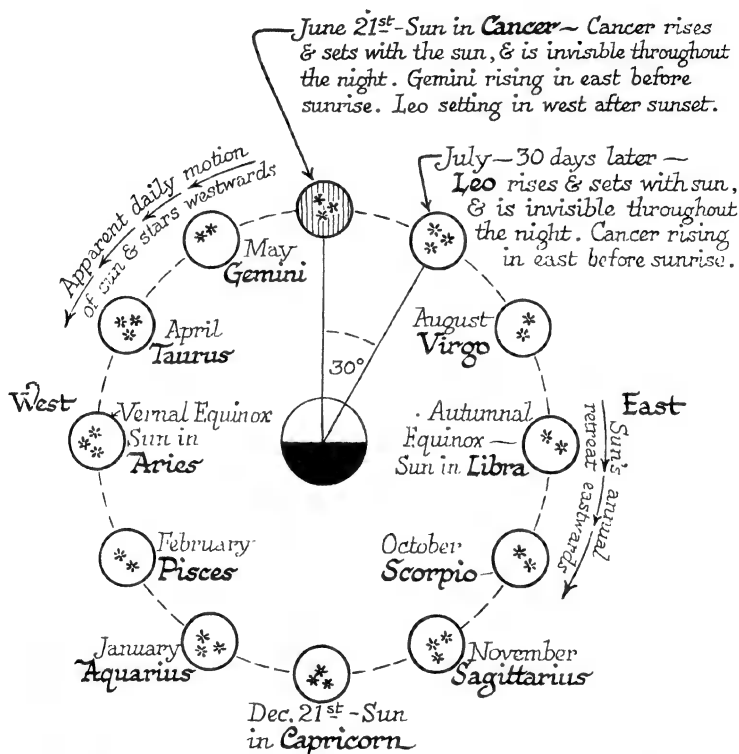 June 21st - Sun in Cancer ~ Cancer rises
& sets with the sun, & is invisible throughout
the night. Gemini rising in east before
sunrise. Leo setting in west after sunset.
July — 30 days later —
Leo rises & sets with sun,
& is invisible throughout
the night. Cancer rising
in east before sunrise.
Apparent daily motion
of sun & stars westwards
May
Gemini
April
Taurus
August
Virgo
30°
West
Vernal Equinox
Sun in
Aries
Autumnal
Equinox
Sun in Libra
East
Sun's annual
retreat eastwards
February
Pisces
October
Scorpio
January
Aquarius
November
Sagittarius
Dec. 21st - Sun
in Capricorn